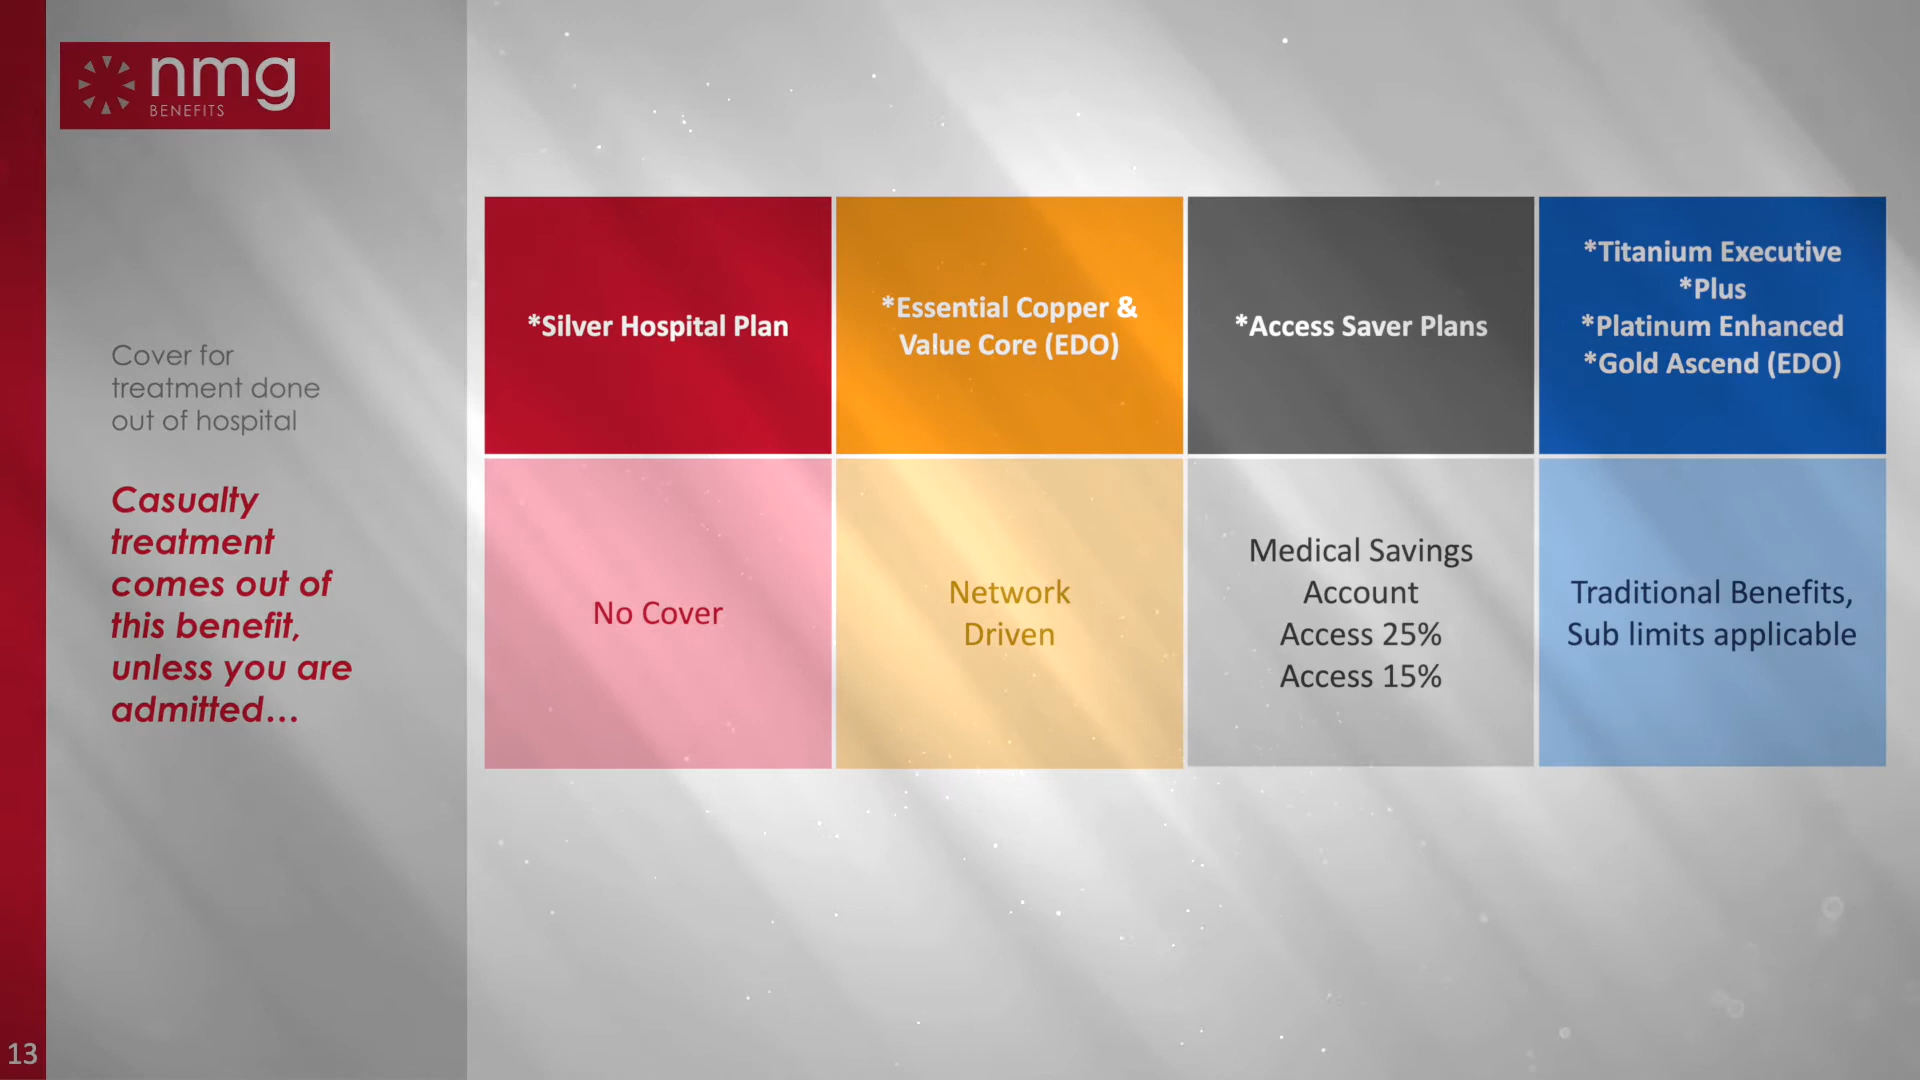 nmg
BENEFITS
Cover for
treatment done
out of hospital
Casualty
treatment
comes out of
this benefit,
unless you are
admitted...
*Silver Hospital Plan
*Essential Copper &
Value Core (EDO)
*Access Saver Plans
*Titanium Executive
*Plus
*Platinum Enhanced
*Gold Ascend (EDO)
No Cover
Network
Driven
Medical Savings
Account
Access 25%
Access 15%
Traditional Benefits,
Sub limits applicable
13